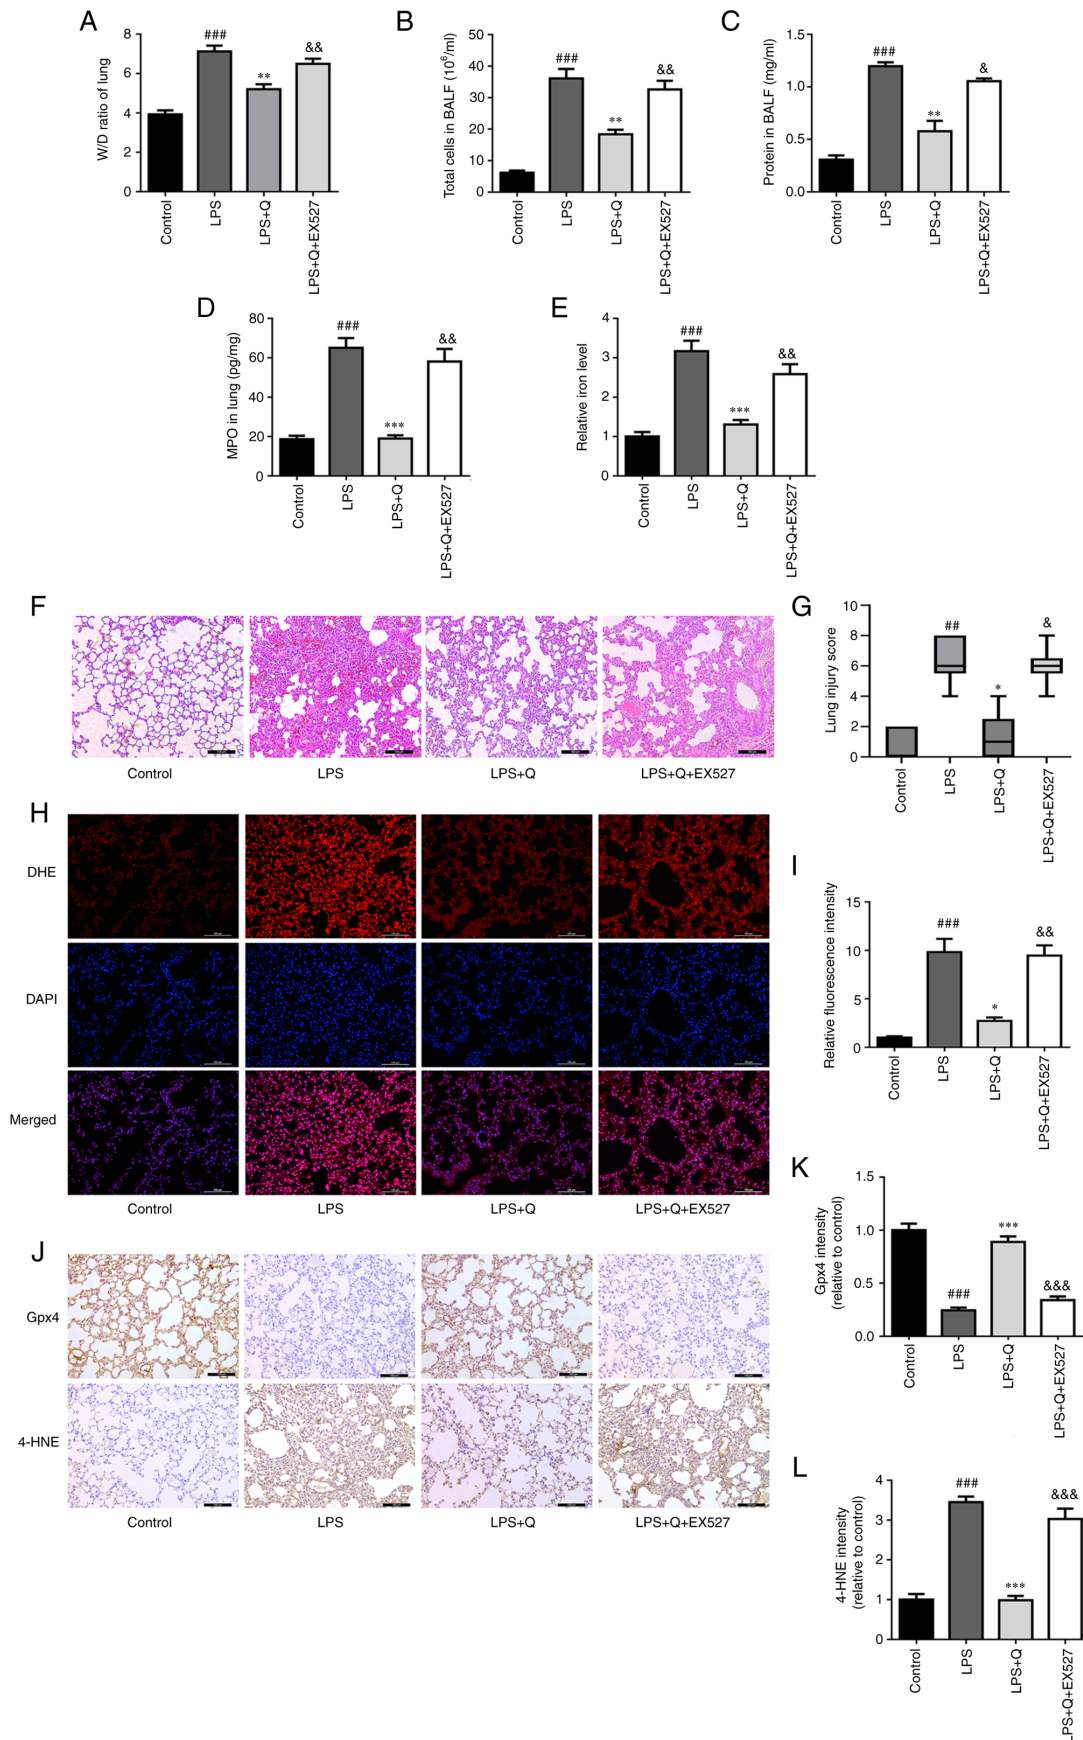 A
W/D ratio of lung
8
6
4
2
0
###
**
&&
Control
LPS
LPS+Q
LPS+Q+EX527
B
Total cells in BALF (10⁶/ml)
50
40
30
20
10
0
###
**
&&
Control
LPS
LPS+Q
LPS+Q+EX527
C
Protein in BALF (mg/ml)
1.5
1.0
0.5
0.0
###
**
&
Control
LPS
LPS+Q
LPS+Q+EX527
D
MPO in lung (pg/mg)
80
60
40
20
0
###
***
&&
Control
LPS
LPS+Q
LPS+Q+EX527
E
Relative iron level
4
3
2
1
0
###
***
&&
Control
LPS
LPS+Q
LPS+Q+EX527
F
Control
LPS
LPS+Q
LPS+Q+EX527
G
Lung injury score
10
8
6
4
2
0
##
*
&
Control
LPS
LPS+Q
LPS+Q+EX527
H
DHE
DAPI
Merged
Control
LPS
LPS+Q
LPS+Q+EX527
I
Relative fluorescence intensity
15
10
5
0
###
*
&&
Control
LPS
LPS+Q
LPS+Q+EX527
J
Gpx4
4-HNE
Control
LPS
LPS+Q
LPS+Q+EX527
K
Gpx4 intensity
(relative to control)
1.5
1.0
0.5
0.0
###
***
&&&
Control
LPS
LPS+Q
LPS+Q+EX527
L
4-HNE intensity
(relative to control)
4
3
2
1
0
###
***
&&&
Control
LPS
LPS+Q
LPS+Q+EX527